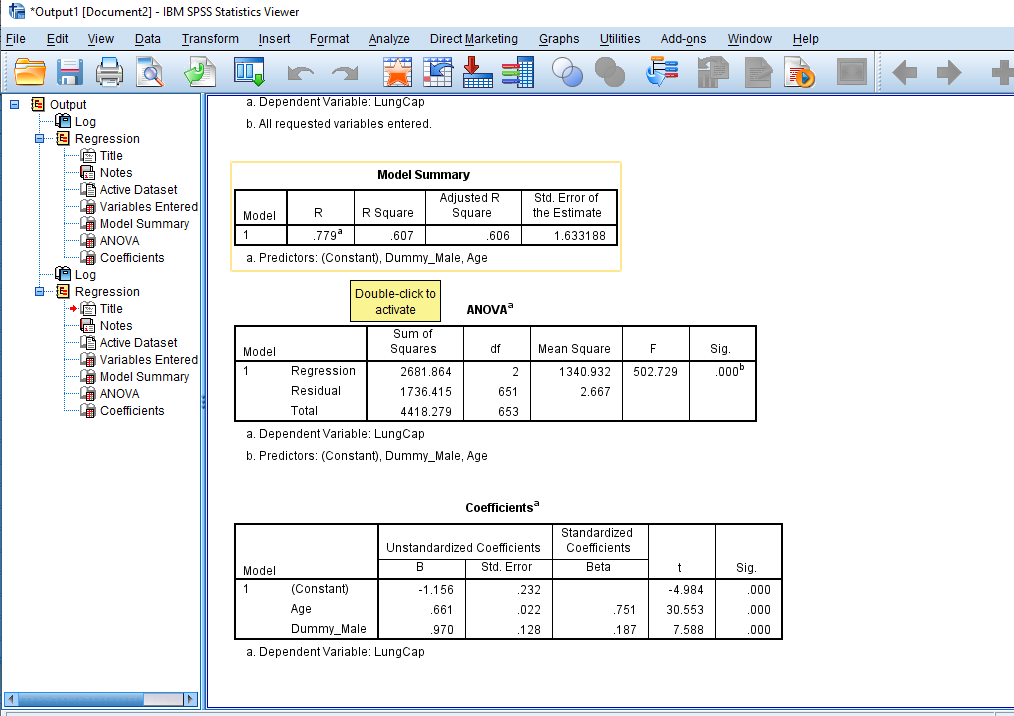 *Output1 [Document2] - IBM SPSS Statistics Viewer
File Edit View Data Transform Insert Format Analyze Direct Marketing Graphs Utilities Add-ons Window Help
Output
Log
Regression
Title
Notes
Active Dataset
Variables Entered
Model Summary
ANOVA
Coefficients
Log
Regression
Title
Notes
Active Dataset
Variables Entered
Model Summary
ANOVA
Coefficients
a. Dependent Variable: LungCap
b. All requested variables entered.
Model Summary
Model R R Square Adjusted R Square Std. Error of the Estimate
1 .779a .607 .606 1.633188
a. Predictors: (Constant), Dummy_Male, Age
Double-click to
activate
ANOVAa
Model Sum of Squares df Mean Square F Sig.
1 Regression 2681.864 2 1340.932 502.729 .000b
Residual 1736.415 651 2.667
Total 4418.279 653
a. Dependent Variable: LungCap
b. Predictors: (Constant), Dummy_Male, Age
Coefficientsa
Unstandardized Coefficients Standardized Coefficients
Model B Std. Error Beta t Sig.
1 (Constant) -1.156 .232 -4.984 .000
Age .661 .022 .751 30.553 .000
Dummy_Male .970 .128 .187 7.588 .000
a. Dependent Variable: LungCap